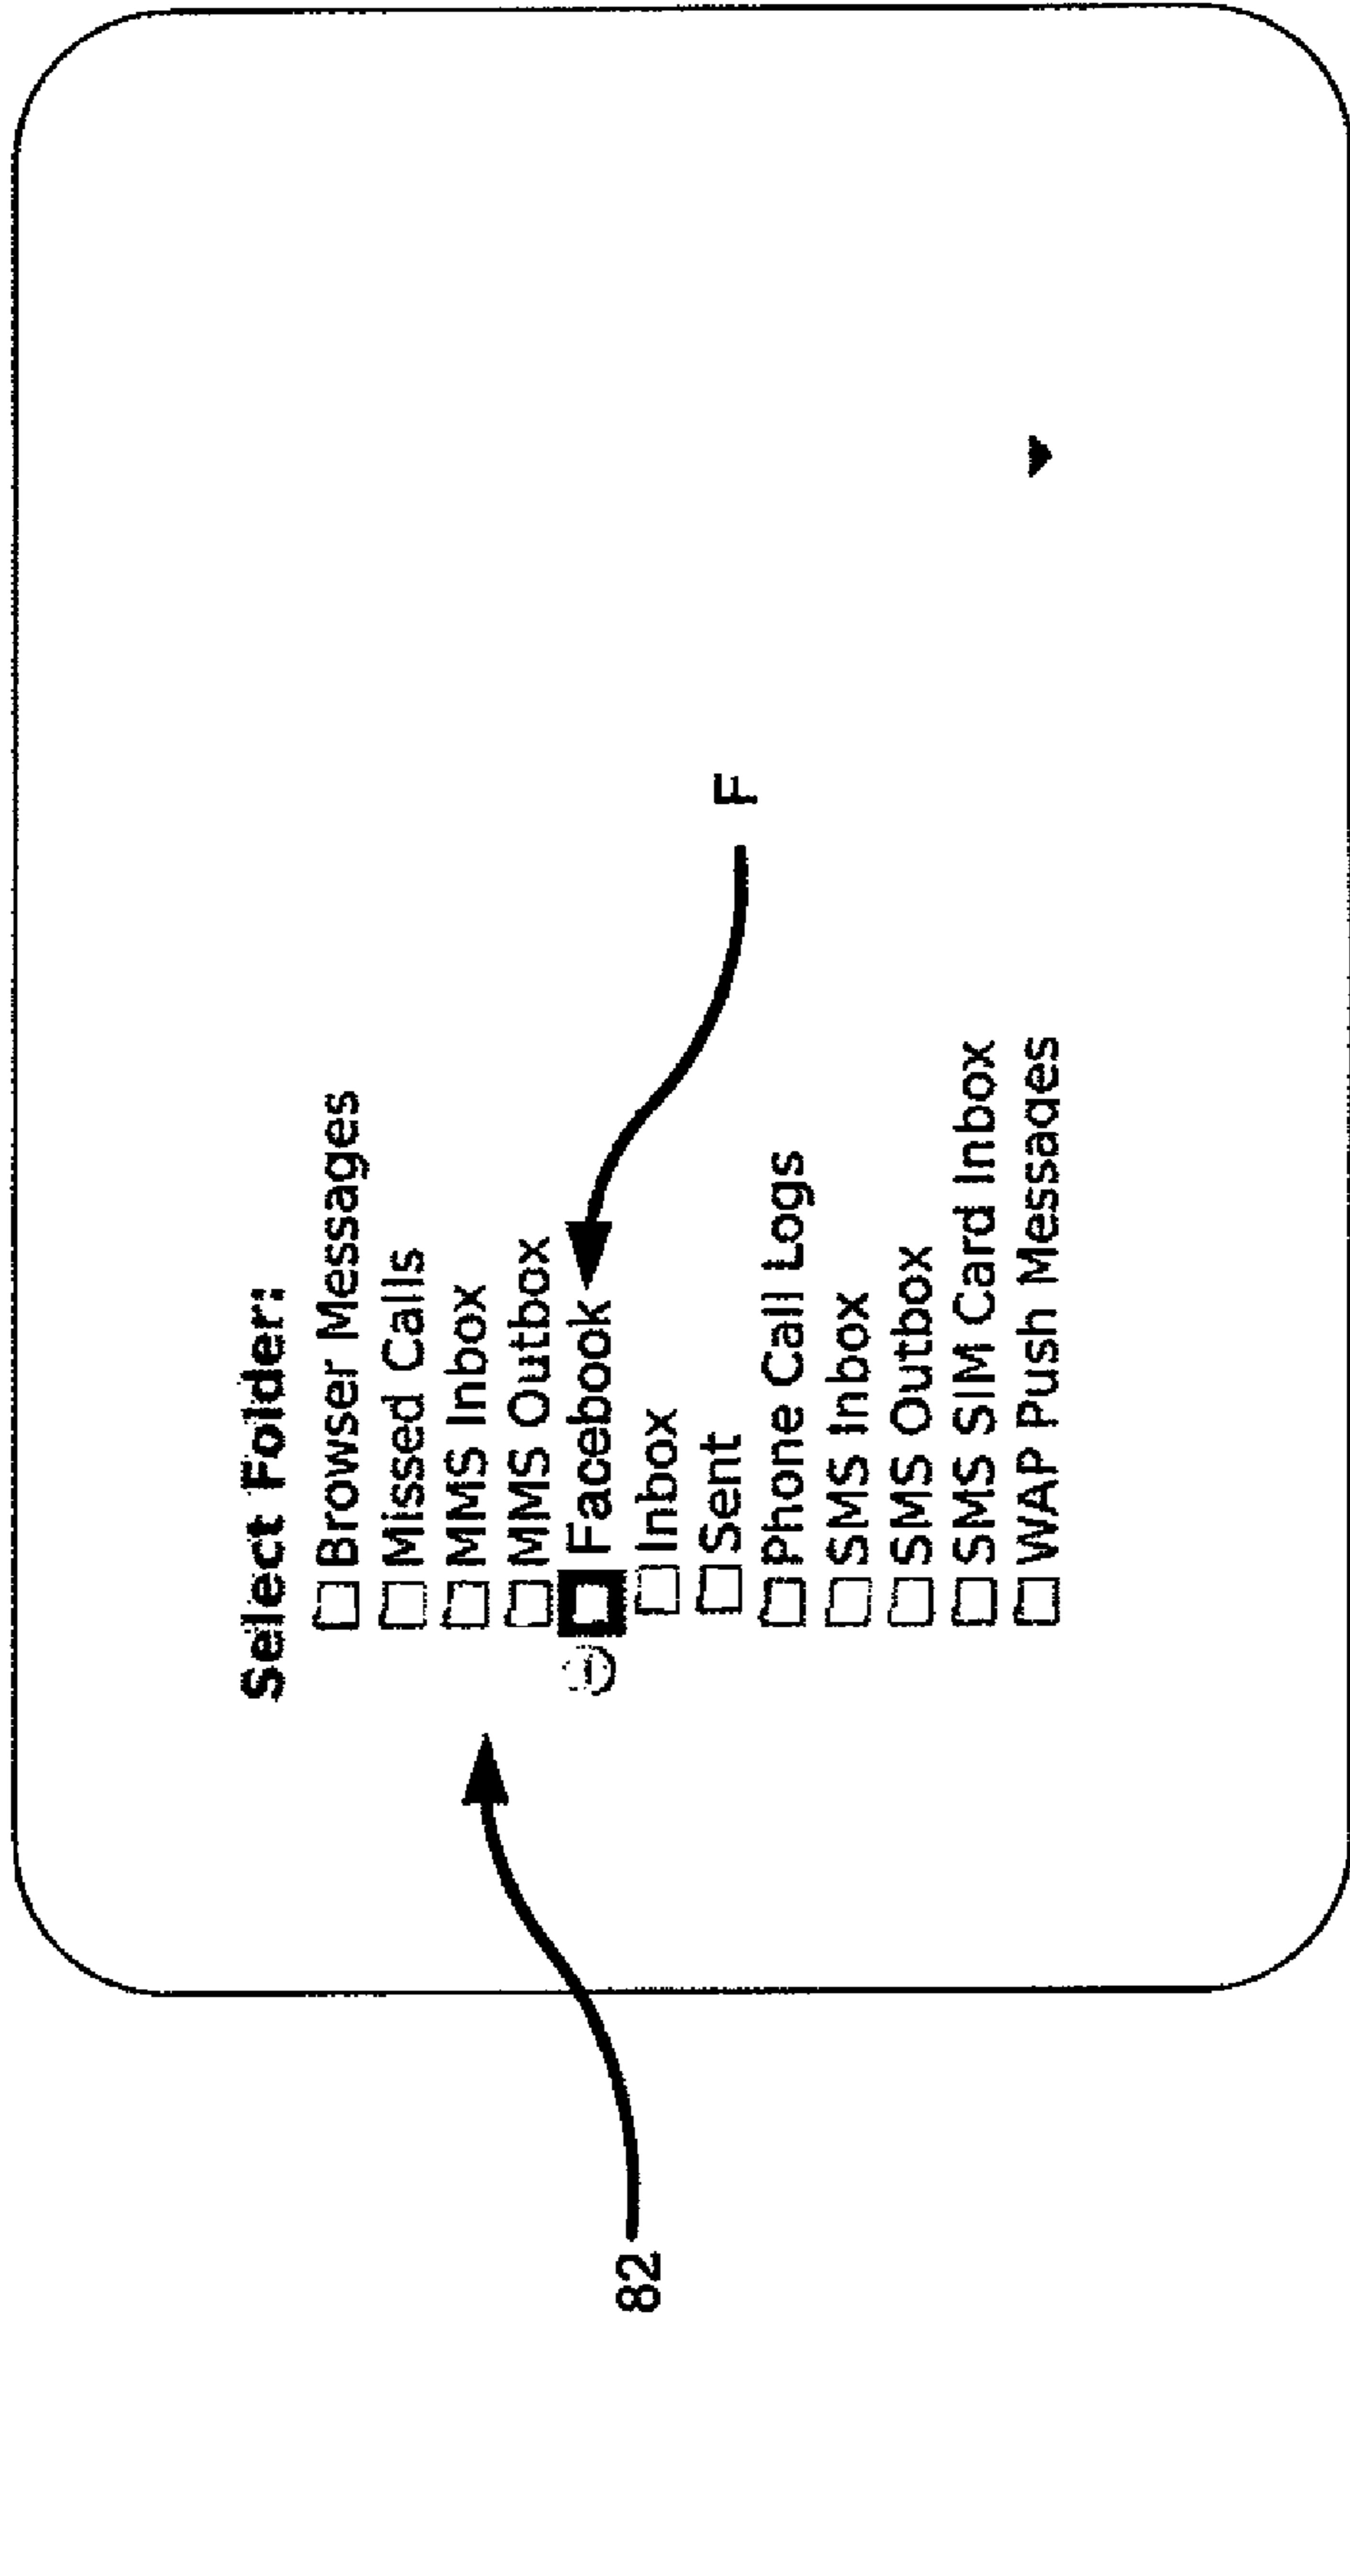 Select Folder:
Browser Messages
Missed Calls
MMS Inbox
MMS Outbox
Facebook
Inbox
Sent
F
Phone Call Logs
SMS Inbox
SMS Outbox
SMS SIM Card Inbox
WAP Push Messages
82